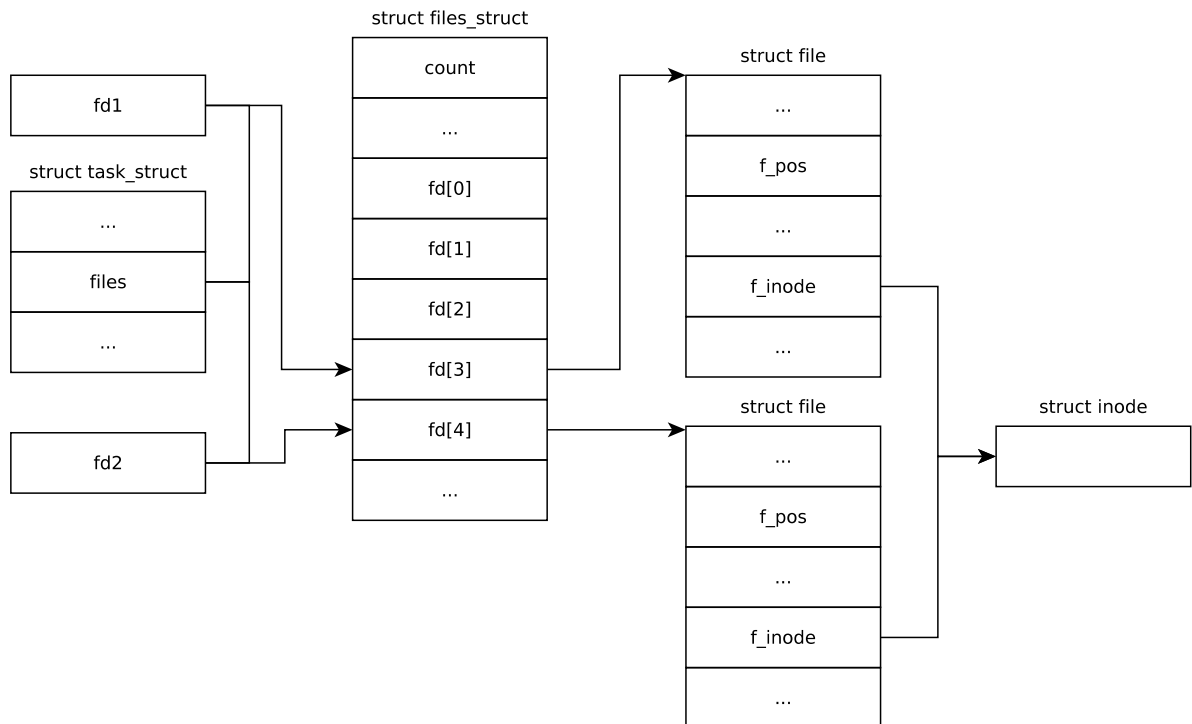 fd1
struct task_struct
...
files
...
fd2
struct files_struct
count
...
fd[0]
fd[1]
fd[2]
fd[3]
fd[4]
...
struct file
...
f_pos
...
f_inode
...
struct file
...
f_pos
...
f_inode
...
struct inode